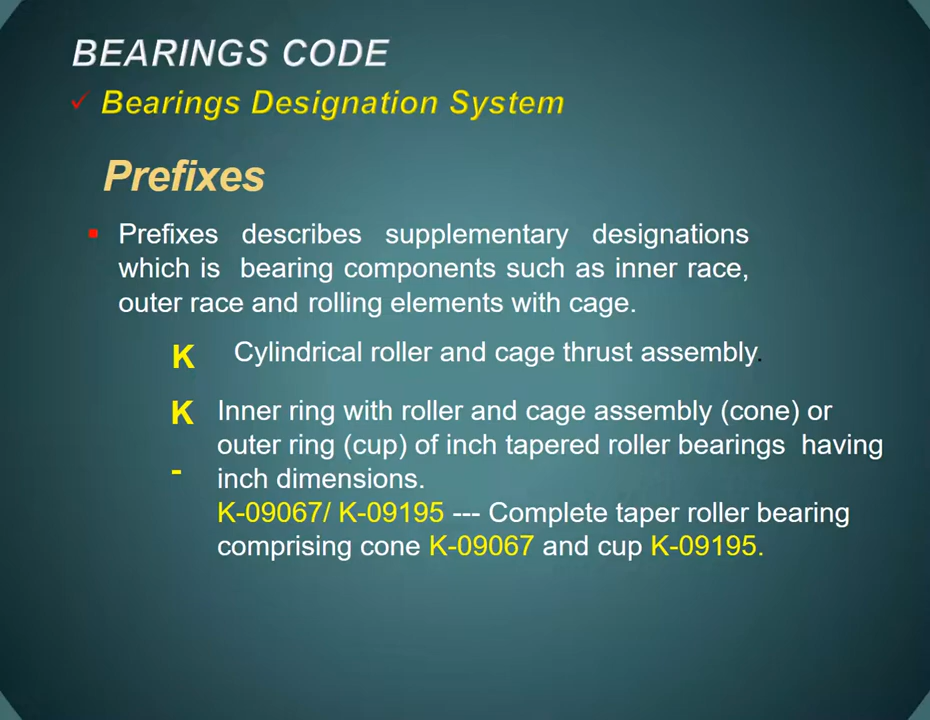 BEARINGS CODE
✓ Bearings Designation System
Prefixes
▪ Prefixes describes supplementary designations
which is bearing components such as inner race,
outer race and rolling elements with cage.
K Cylindrical roller and cage thrust assembly.
K Inner ring with roller and cage assembly (cone) or
outer ring (cup) of inch tapered roller bearings having
- inch dimensions.
K-09067/ K-09195 --- Complete taper roller bearing
comprising cone K-09067 and cup K-09195.